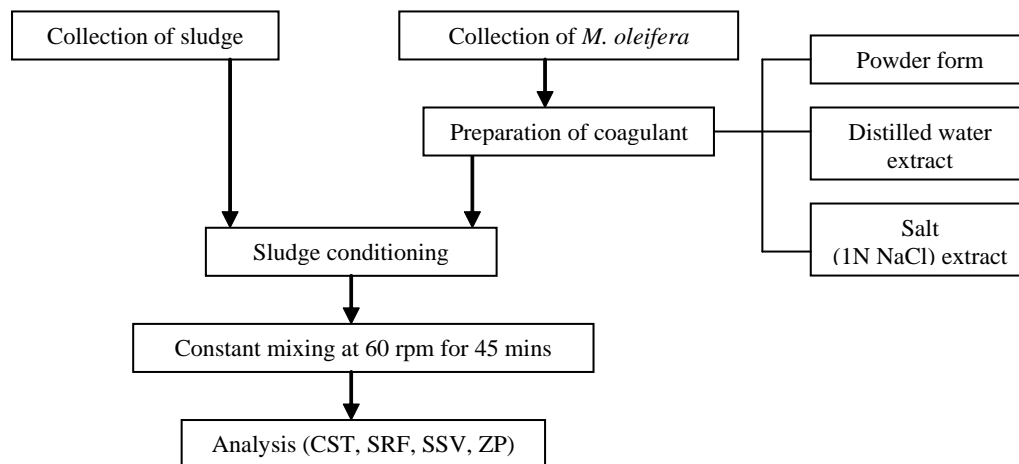 Collection of sludge
Collection of M. oleifera
Powder form
Preparation of coagulant
Distilled water
extract
Salt
(1N NaCl) extract
Sludge conditioning
Constant mixing at 60 rpm for 45 mins
Analysis (CST, SRF, SSV, ZP)